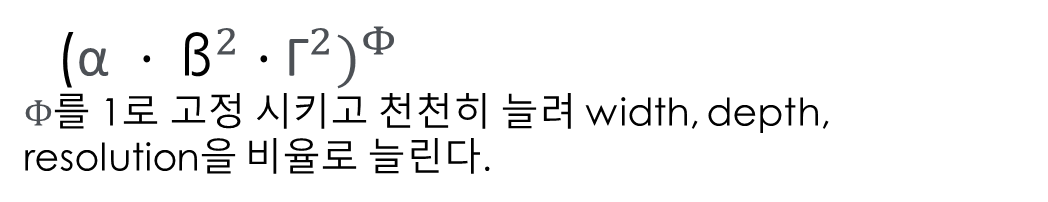 (α · ß² · Γ²)^Φ
Φ를 1로 고정 시키고 천천히 늘려 width, depth,
resolution을 비율로 늘린다.